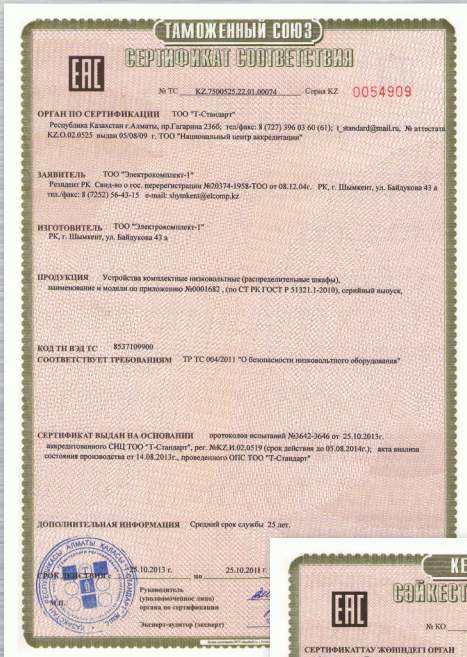 ТАМОЖЕННЫЙ СОЮЗ
СЕРТИФИКАТ СООТВЕТСТВИЯ
ЕАС
№ ТС KZ.7500525.22.01.00074 Серия KZ 0054909
ОРГАН ПО СЕРТИФИКАЦИИ ТОО "Т-Стандарт"
Республика Казахстан г.Алматы, пр.Гагарина 236б; тел/факс: 8 (727) 396 03 60 (61); t_standard@mail.ru, № аттестата
KZ.О.02.0525 выдан 05/08/09 г. ТОО "Национальный центр аккредитации"
ЗАЯВИТЕЛЬ ТОО "Электрокомплект-1"
Резидент РК Свид-во о гос. перерегистрации №20374-1958-ТОО от 08.12.04г. РК, г. Шымкент, ул. Байдукова 43 а
тел./факс: 8 (7252) 56-43-15 e-mail: shymkent@elcomp.kz
ИЗГОТОВИТЕЛЬ ТОО "Электрокомплект-1"
РК, г. Шымкент, ул. Байдукова 43 а
ПРОДУКЦИЯ Устройства комплектные низковольтные (распределительные шкафы),
наименование и модели по приложению №0001682 , (по СТ РК ГОСТ Р 51321.1-2010), серийный выпуск,
КОД ТН ВЭД ТС 8537109900
СООТВЕТСТВУЕТ ТРЕБОВАНИЯМ ТР ТС 004/2011 "О безопасности низковольтного оборудования"
СЕРТИФИКАТ ВЫДАН НА ОСНОВАНИИ протоколов испытаний №3642-3646 от 25.10.2013г.
аккредитованного СИЦ ТОО "Т-Стандарт", рег. №KZ.И.02.0519 (срок действия до 05.08.2014г.); акта анализа
состояния производства от 14.08.2013г., проведенного ОПС ТОО "Т-Стандарт"
ДОПОЛНИТЕЛЬНАЯ ИНФОРМАЦИЯ Средний срок службы 25 лет.
СРОК ДЕЙСТВИЯ с 25.10.2013 г. по 25.10.2018 г.
М.П.
Руководитель
(уполномоченное лицо)
органа по сертификации
Эксперт-аудитор (эксперт)
КЕ
СӘЙКЕСТ
ЕАС
№ КО
СЕРТИФИКАТТАУ ЖӨНІНДЕГІ ОРГАН